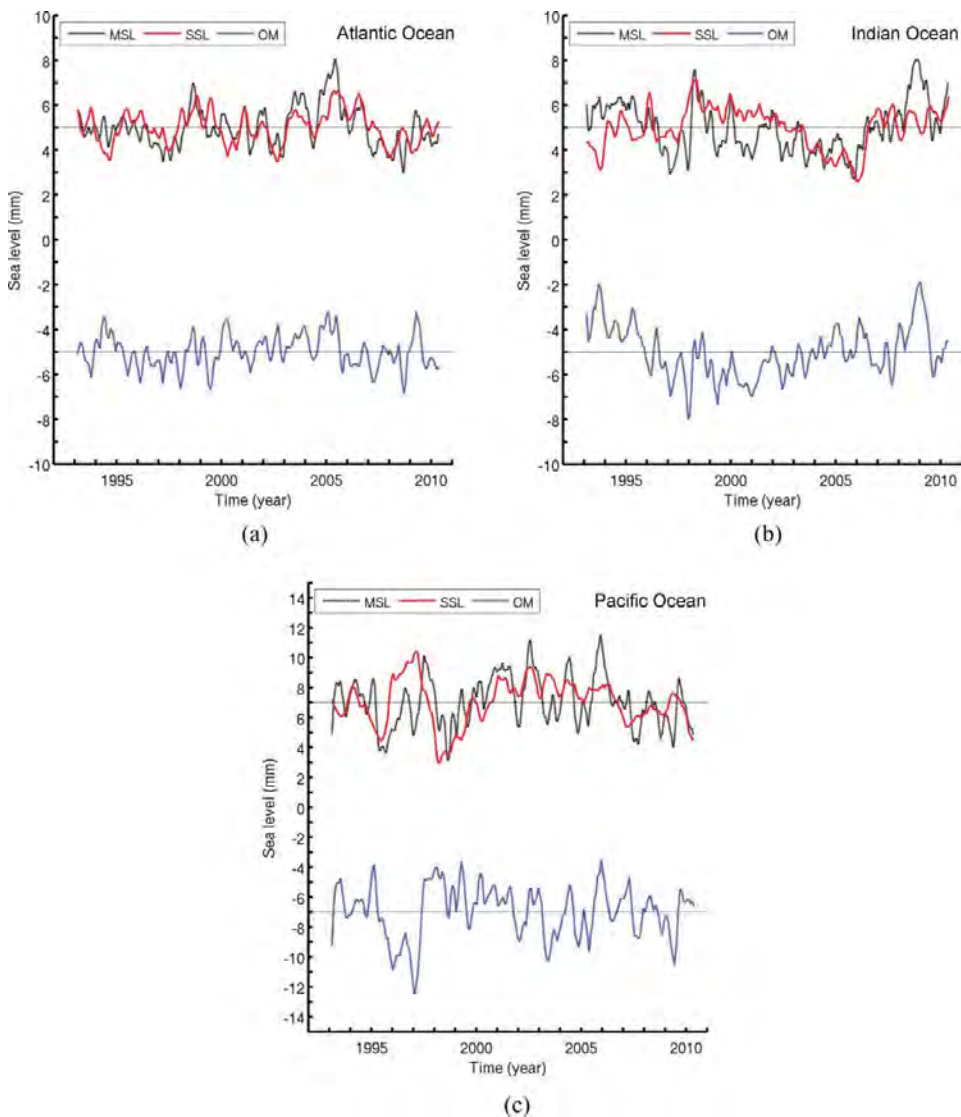 MSL SSL OM
Atlantic Ocean
10
8
6
4
2
0
-2
-4
-6
-8
-10
Sea level (mm)
1995 2000 2005 2010
Time (year)
(a)
MSL SSL OM
Indian Ocean
10
8
6
4
2
0
-2
-4
-6
-8
-10
Sea level (mm)
1995 2000 2005 2010
Time (year)
(b)
MSL SSL OM
Pacific Ocean
14
12
10
8
6
4
2
0
-2
-4
-6
-8
-10
-12
-14
Sea level (mm)
1995 2000 2005 2010
Time (year)
(c)